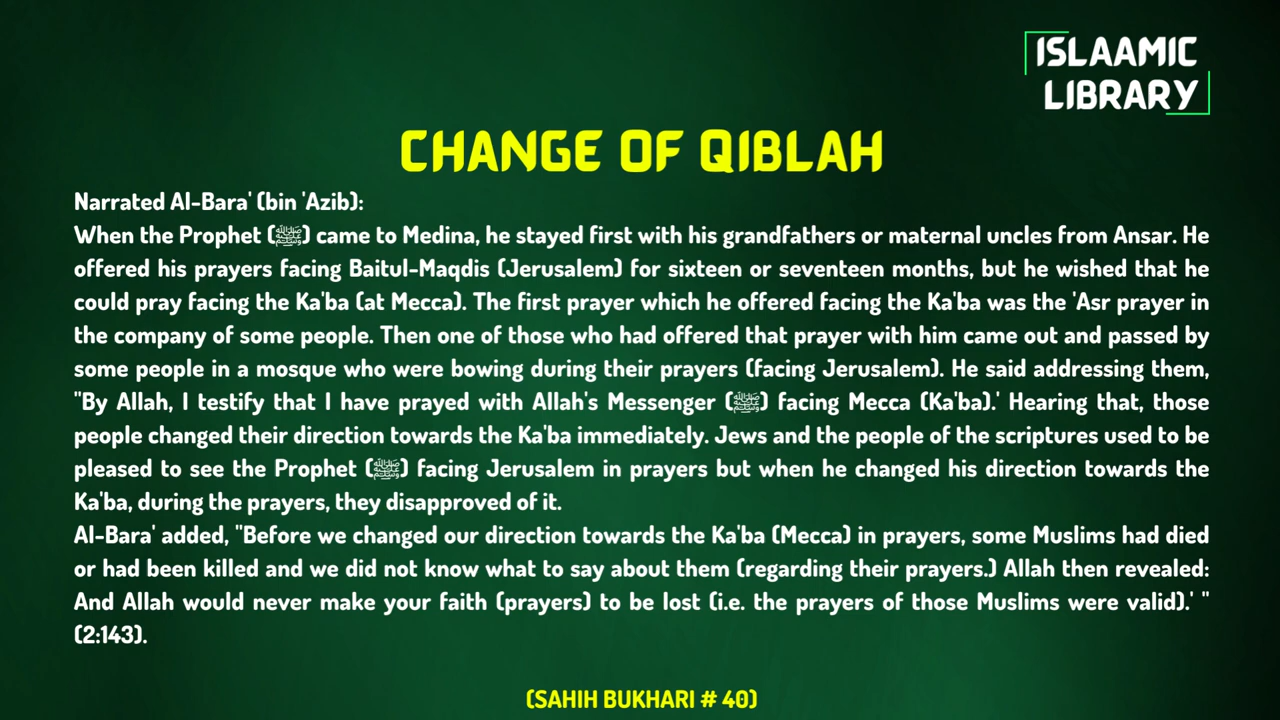 ISLAAMIC
LIBRARY
CHANGE OF QIBLAH
Narrated Al-Bara' (bin 'Azib):
When the Prophet (ﷺ) came to Medina, he stayed first with his grandfathers or maternal uncles from Ansar. He
offered his prayers facing Baitul-Maqdis (Jerusalem) for sixteen or seventeen months, but he wished that he
could pray facing the Ka'ba (at Mecca). The first prayer which he offered facing the Ka'ba was the 'Asr prayer in
the company of some people. Then one of those who had offered that prayer with him came out and passed by
some people in a mosque who were bowing during their prayers (facing Jerusalem). He said addressing them,
"By Allah, I testify that I have prayed with Allah's Messenger (ﷺ) facing Mecca (Ka'ba).' Hearing that, those
people changed their direction towards the Ka'ba immediately. Jews and the people of the scriptures used to be
pleased to see the Prophet (ﷺ) facing Jerusalem in prayers but when he changed his direction towards the
Ka'ba, during the prayers, they disapproved of it.
Al-Bara' added, "Before we changed our direction towards the Ka'ba (Mecca) in prayers, some Muslims had died
or had been killed and we did not know what to say about them (regarding their prayers.) Allah then revealed:
And Allah would never make your faith (prayers) to be lost (i.e. the prayers of those Muslims were valid).' "
(2:143).
(SAHIH BUKHARI # 40)